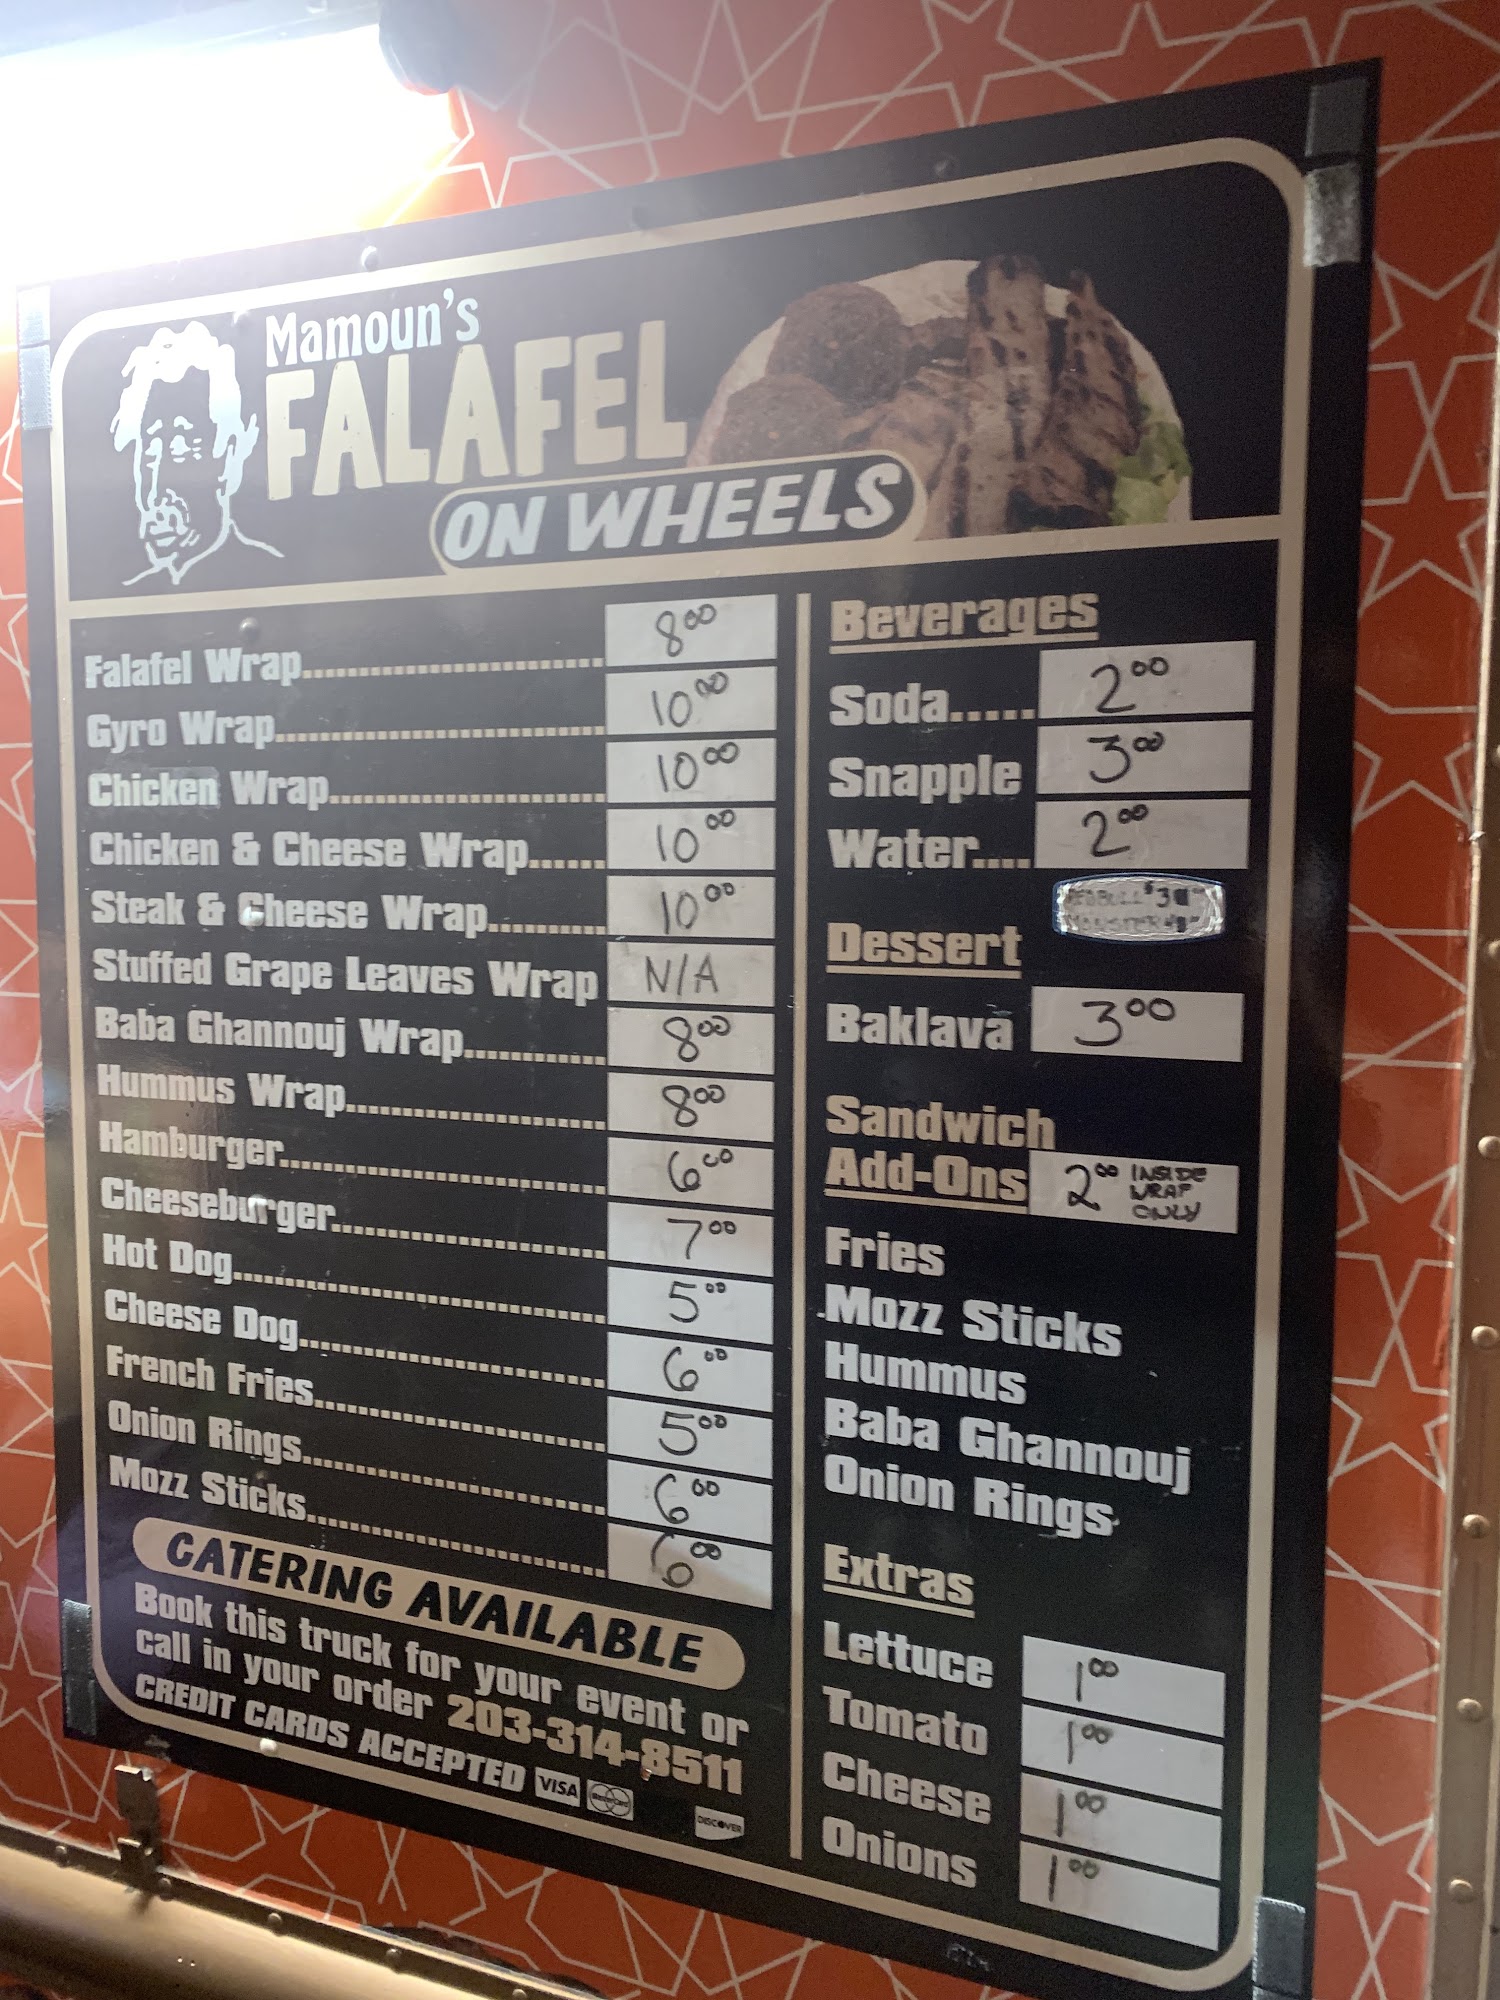 Mamoun's
FALAFEL
ON WHEELS
Falafel Wrap 8.00
Gyro Wrap 10.00
Chicken Wrap 10.00
Chicken & Cheese Wrap 10.00
Steak & Cheese Wrap 10.00
Stuffed Grape Leaves Wrap N/A
Baba Ghannouj Wrap 8.00
Hummus Wrap 8.00
Hamburger 6.00
Cheeseburger 7.00
Hot Dog 5.00
Cheese Dog 6.00
French Fries 5.00
Onion Rings 6.00
Mozz Sticks 6.00
CATERING AVAILABLE
Book this truck for your event or
call in your order 203-314-8511
CREDIT CARDS ACCEPTED VISA MasterCard DISCOVER
Beverages
Soda..... 2.00
Snapple 3.00
Water.... 2.00
REDBULL $3
MONSTER
Dessert
Baklava 3.00
Sandwich
Add-Ons 2.00 INSIDE
WRAP
ONLY
Fries
Mozz Sticks
Hummus
Baba Ghannouj
Onion Rings
Extras
Lettuce 1.00
Tomato 1.00
Cheese 1.00
Onions 1.00